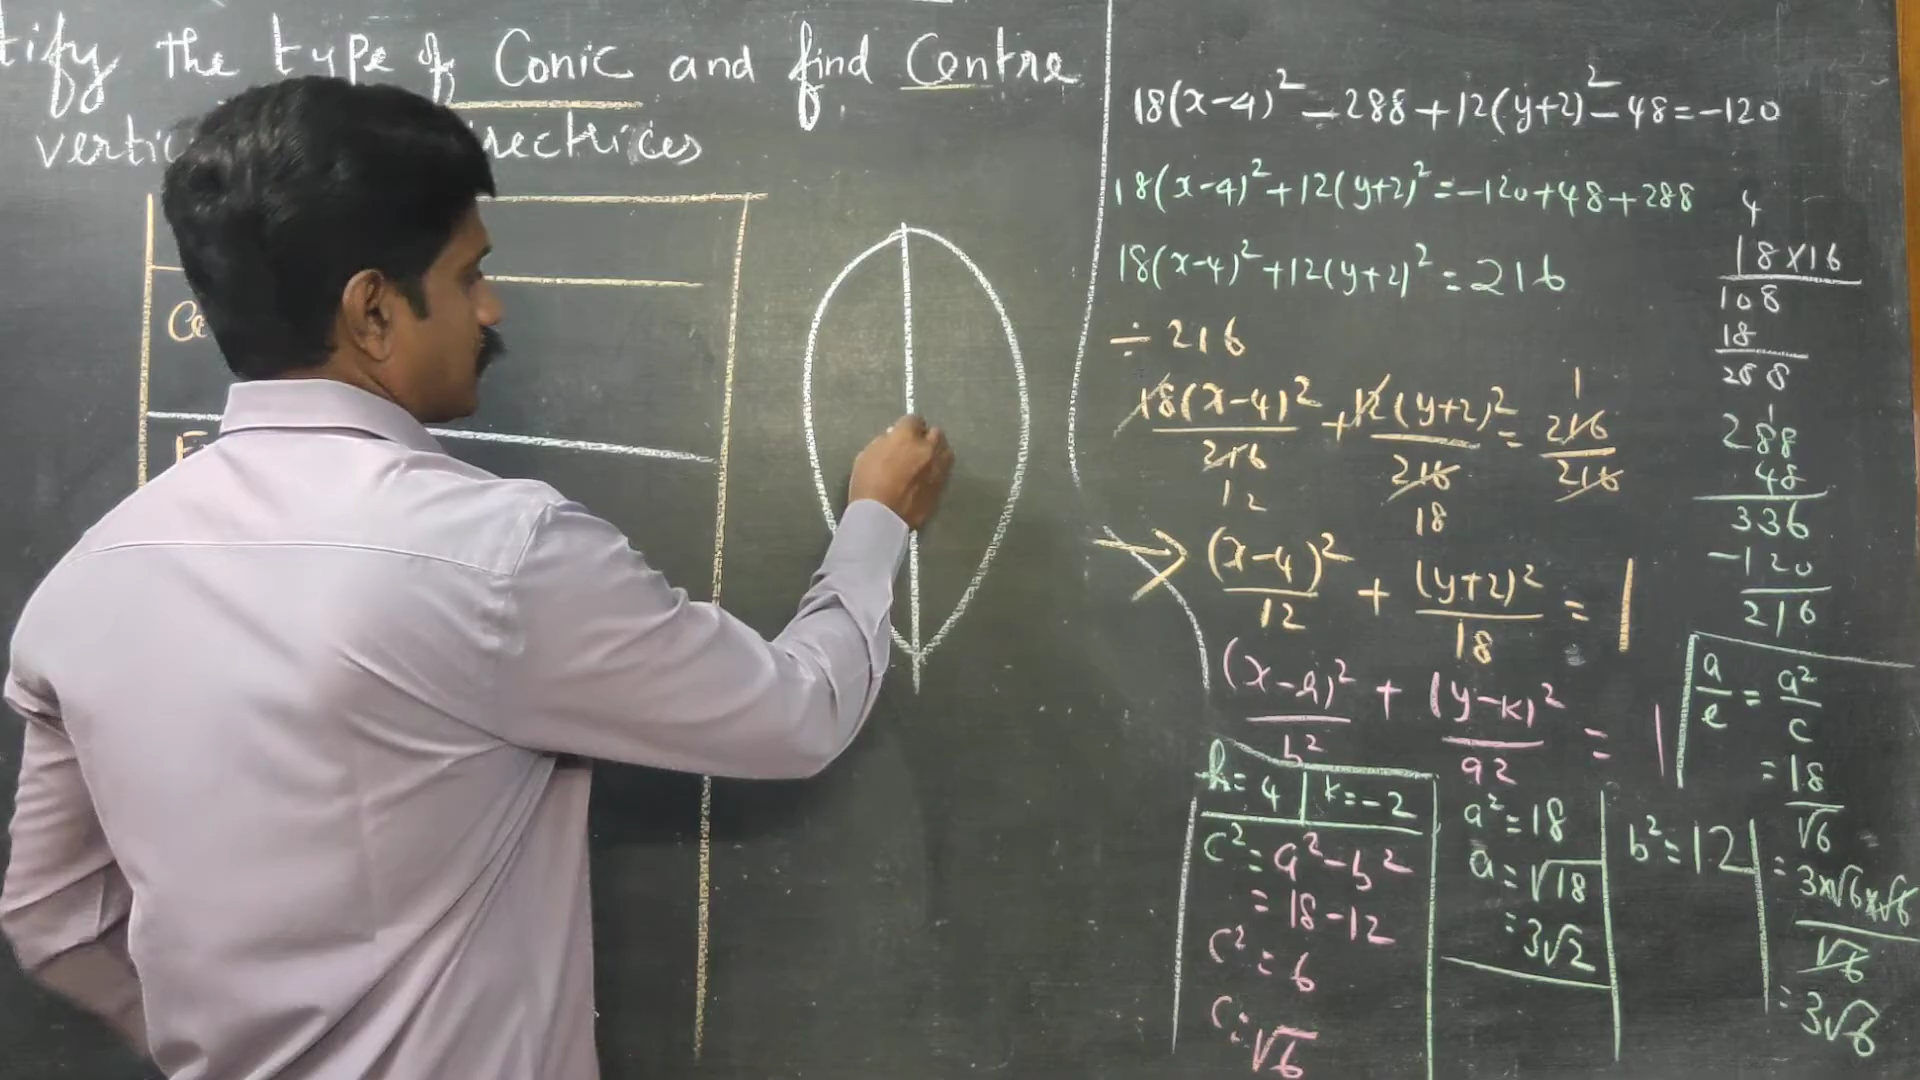 tify the type of Conic and find Centre
vertic rectrices
Ce
F
18(x-4)² - 288 + 12(y+2)² - 48 = -120
18(x-4)² + 12(y+2)² = -120 + 48 + 288
18(x-4)² + 12(y+2)² = 216
÷ 216
18(x-4)²/216 + 12(y+2)²/216 = 216/216
12 18 1
(x-4)²/12 + (y+2)²/18 = 1
(x-h)²/b² + (y-k)²/a² = 1
h = 4 | k = -2
c² = a² - b²
= 18 - 12
c² = 6
c = √6
a² = 18
a = √18
= 3√2
b² = 12
4
18×16
108
18
288
1
288
48
336
-120
216
a/e = a²/c
= 18/√6
= 3×√6×√6/√6
= 3√6